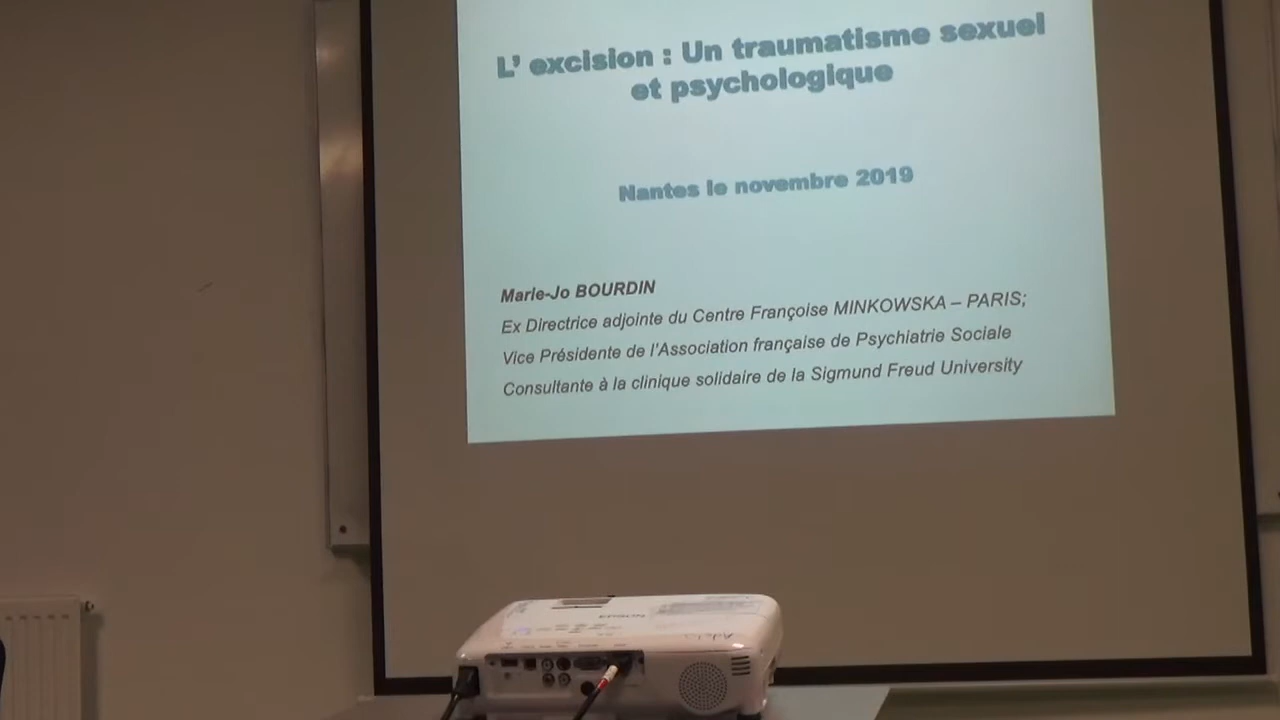 L' excision : Un traumatisme sexuel
et psychologique
Nantes le novembre 2019
Marie-Jo BOURDIN
Ex Directrice adjointe du Centre Françoise MINKOWSKA – PARIS;
Vice Présidente de l'Association française de Psychiatrie Sociale
Consultante à la clinique solidaire de la Sigmund Freud University